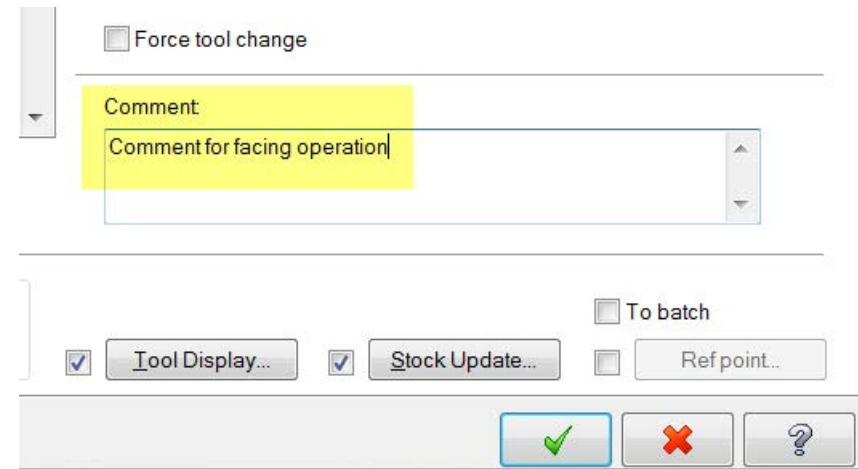 Force tool change
Comment:
Comment for facing operation
To batch
Tool Display...
Stock Update...
Ref point...